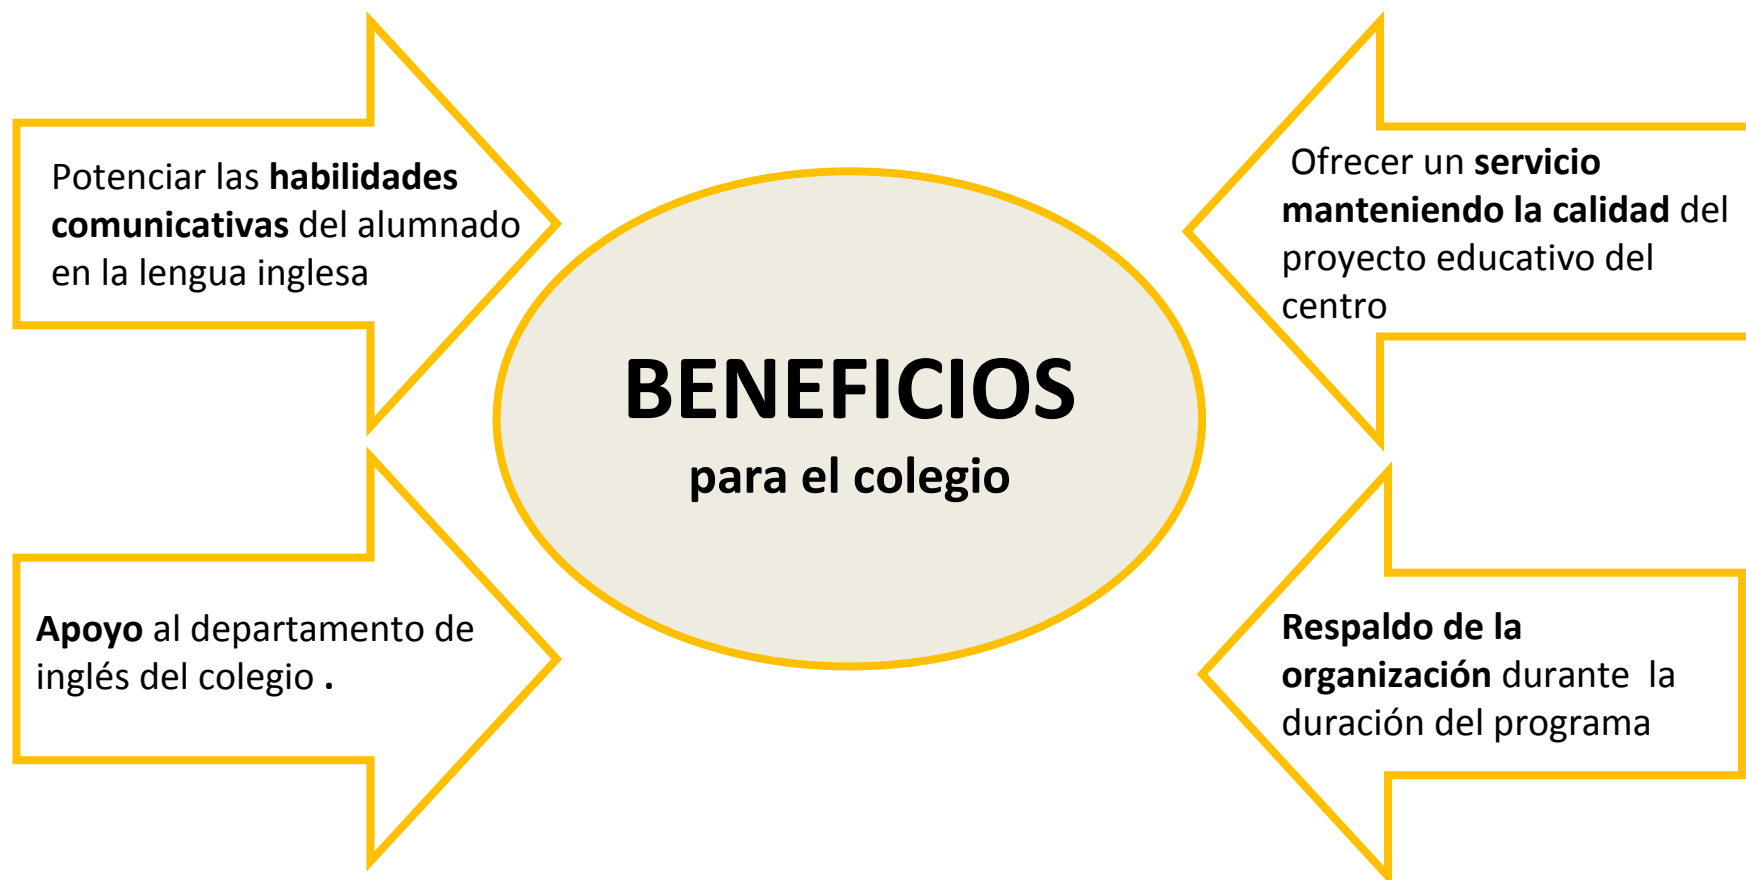 Potenciar las habilidades
comunicativas del alumnado
en la lengua inglesa
Ofrecer un servicio
manteniendo la calidad del
proyecto educativo del
centro
BENEFICIOS
para el colegio
Apoyo al departamento de
inglés del colegio .
Respaldo de la
organización durante la
duración del programa